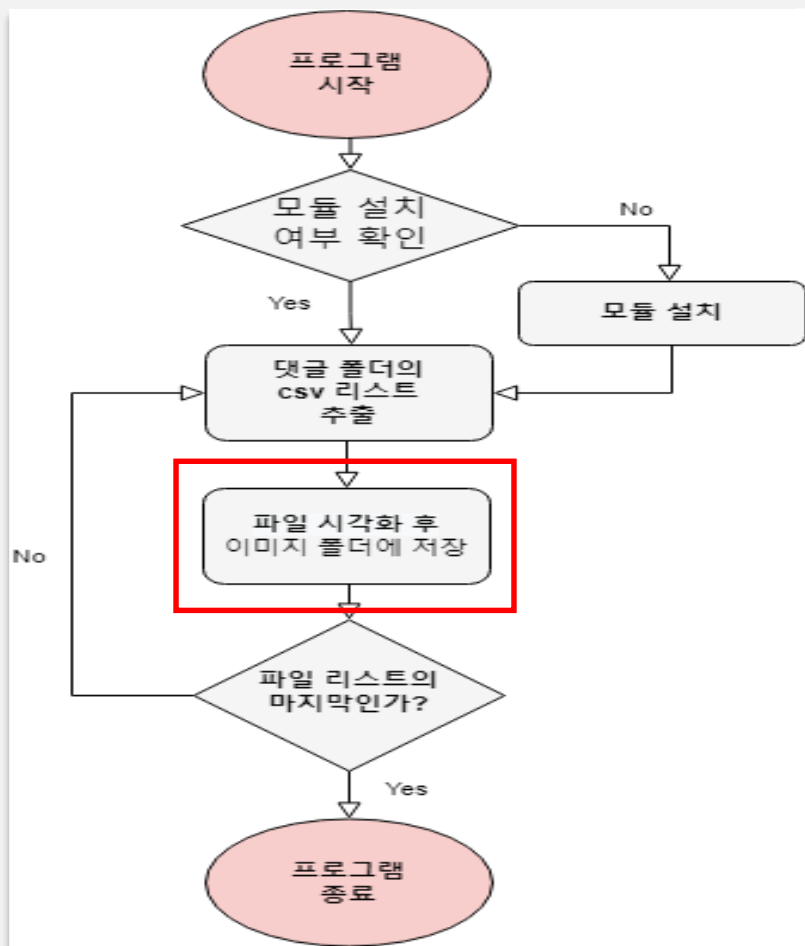 프로그램
시작
모듈 설치
여부 확인
No
Yes
모듈 설치
댓글 폴더의
csv 리스트
추출
파일 시각화 후
이미지 폴더에 저장
No
파일 리스트의
마지막인가?
Yes
프로그램
종료